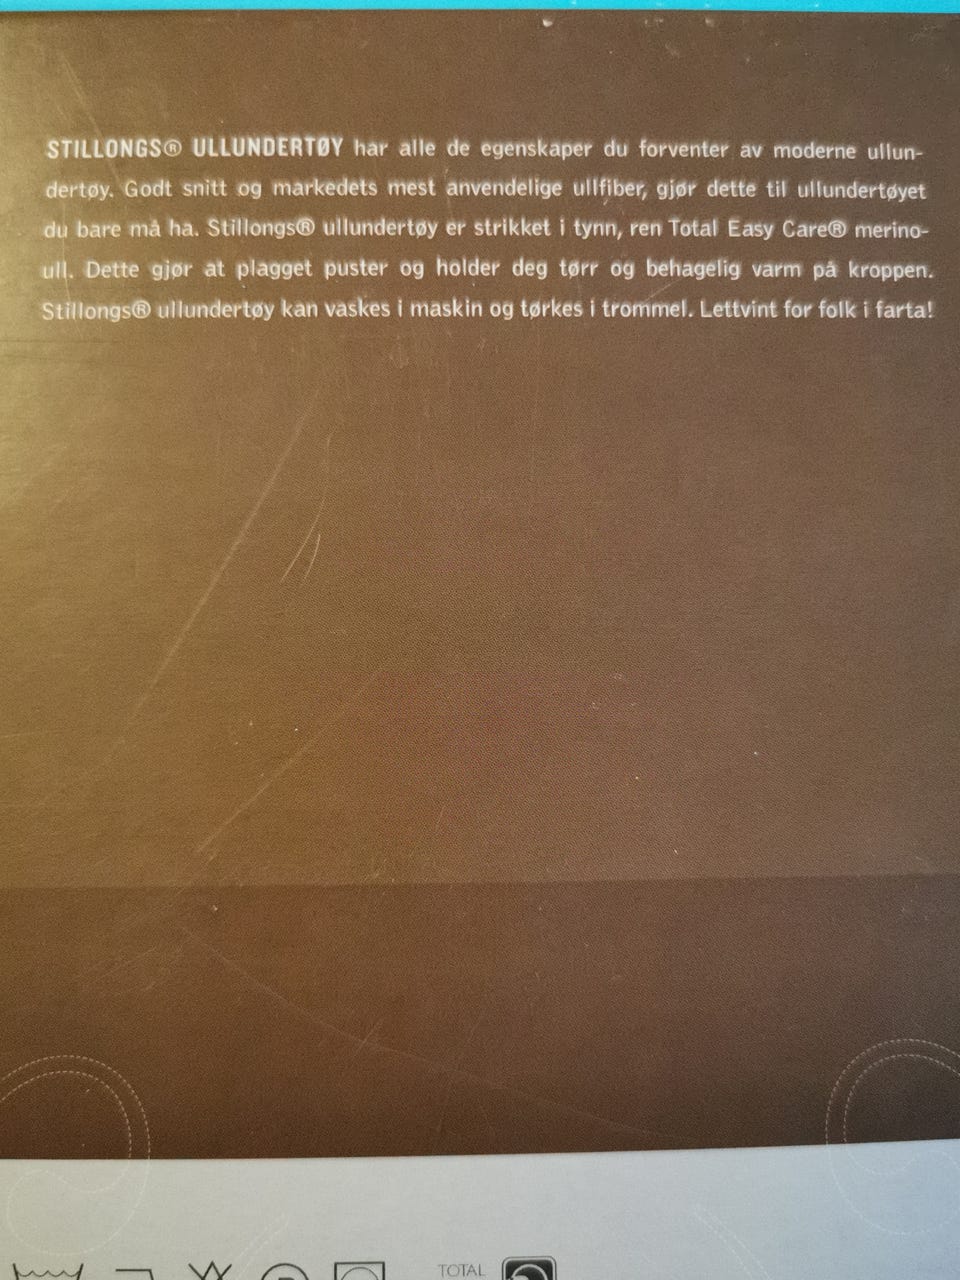 STILLONGS® ULLUNDERTØY har alle de egenskaper du forventer av moderne ullun-
dertøy. Godt snitt og markedets mest anvendelige ullfiber, gjør dette til ullundertøyet
du bare må ha. Stillongs® ullundertøy er strikket i tynn, ren Total Easy Care® merino-
ull. Dette gjør at plagget puster og holder deg tørr og behagelig varm på kroppen.
Stillongs® ullundertøy kan vaskes i maskin og tørkes i trommel. Lettvint for folk i farta!
TOTAL